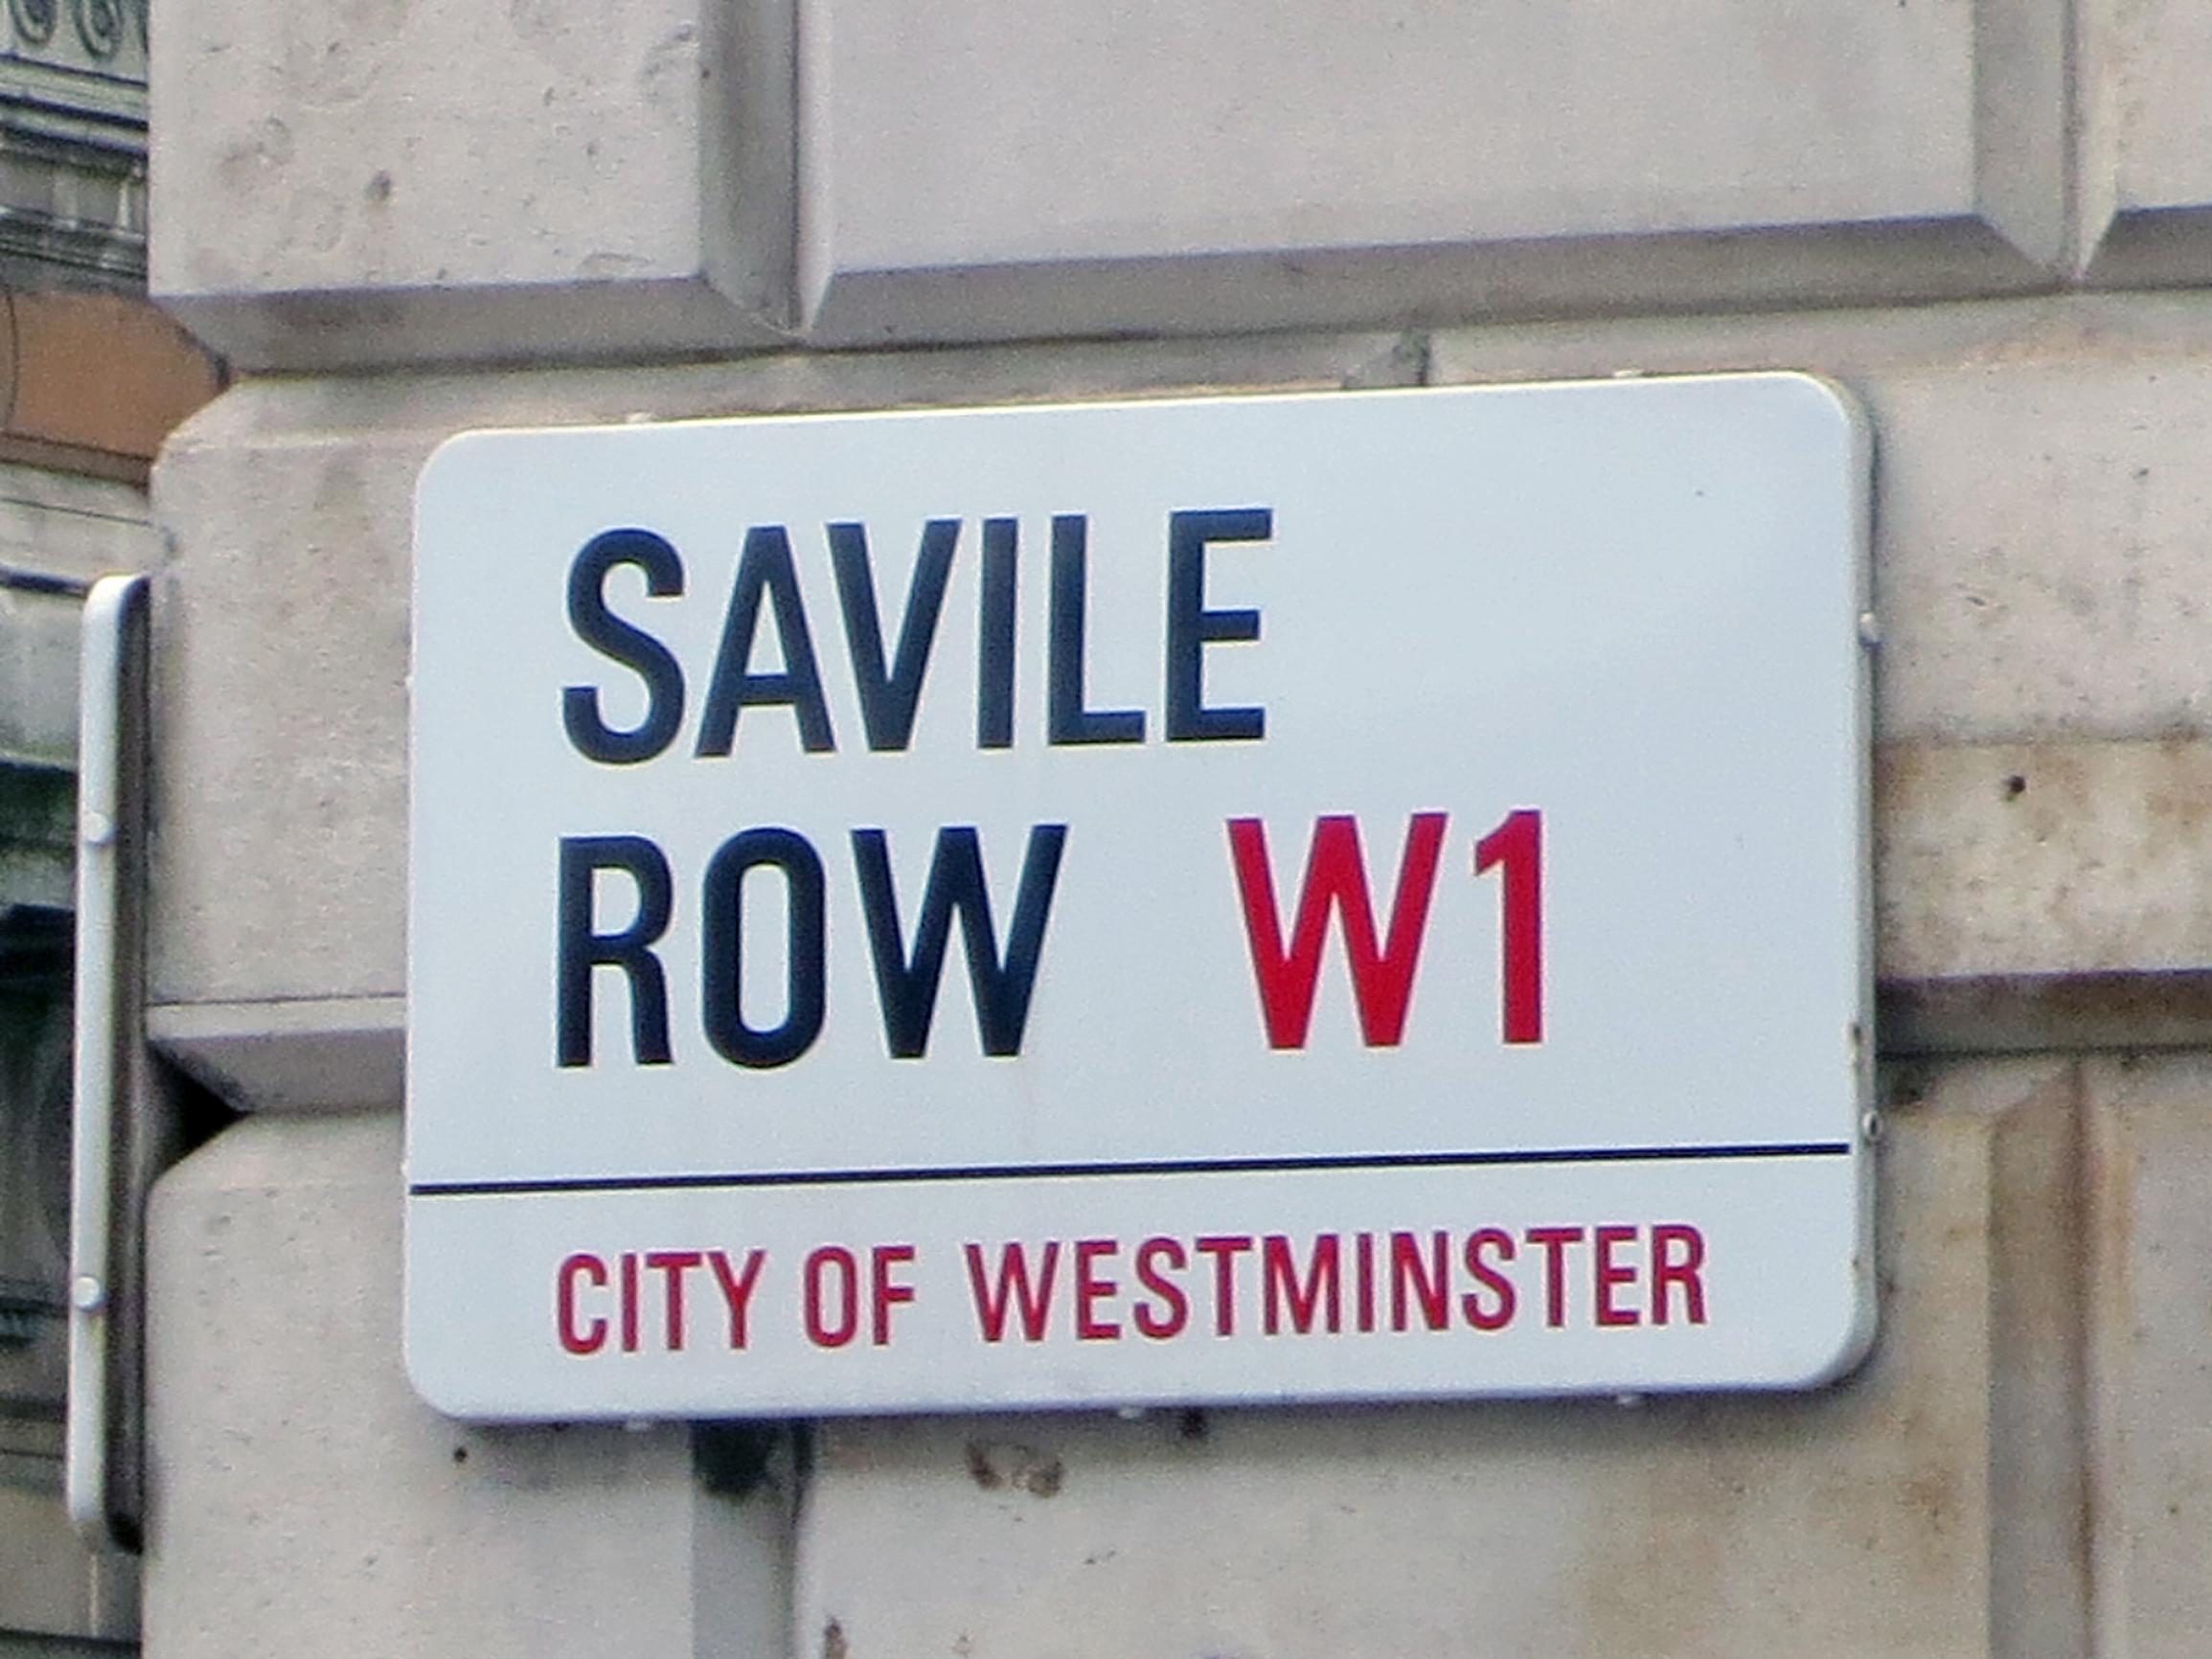 SAVILE
ROW W1
CITY OF WESTMINSTER